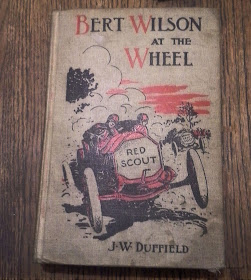 BERT WILSON
AT THE
WHEEL
RED
SCOUT
J·W· DUFFIELD